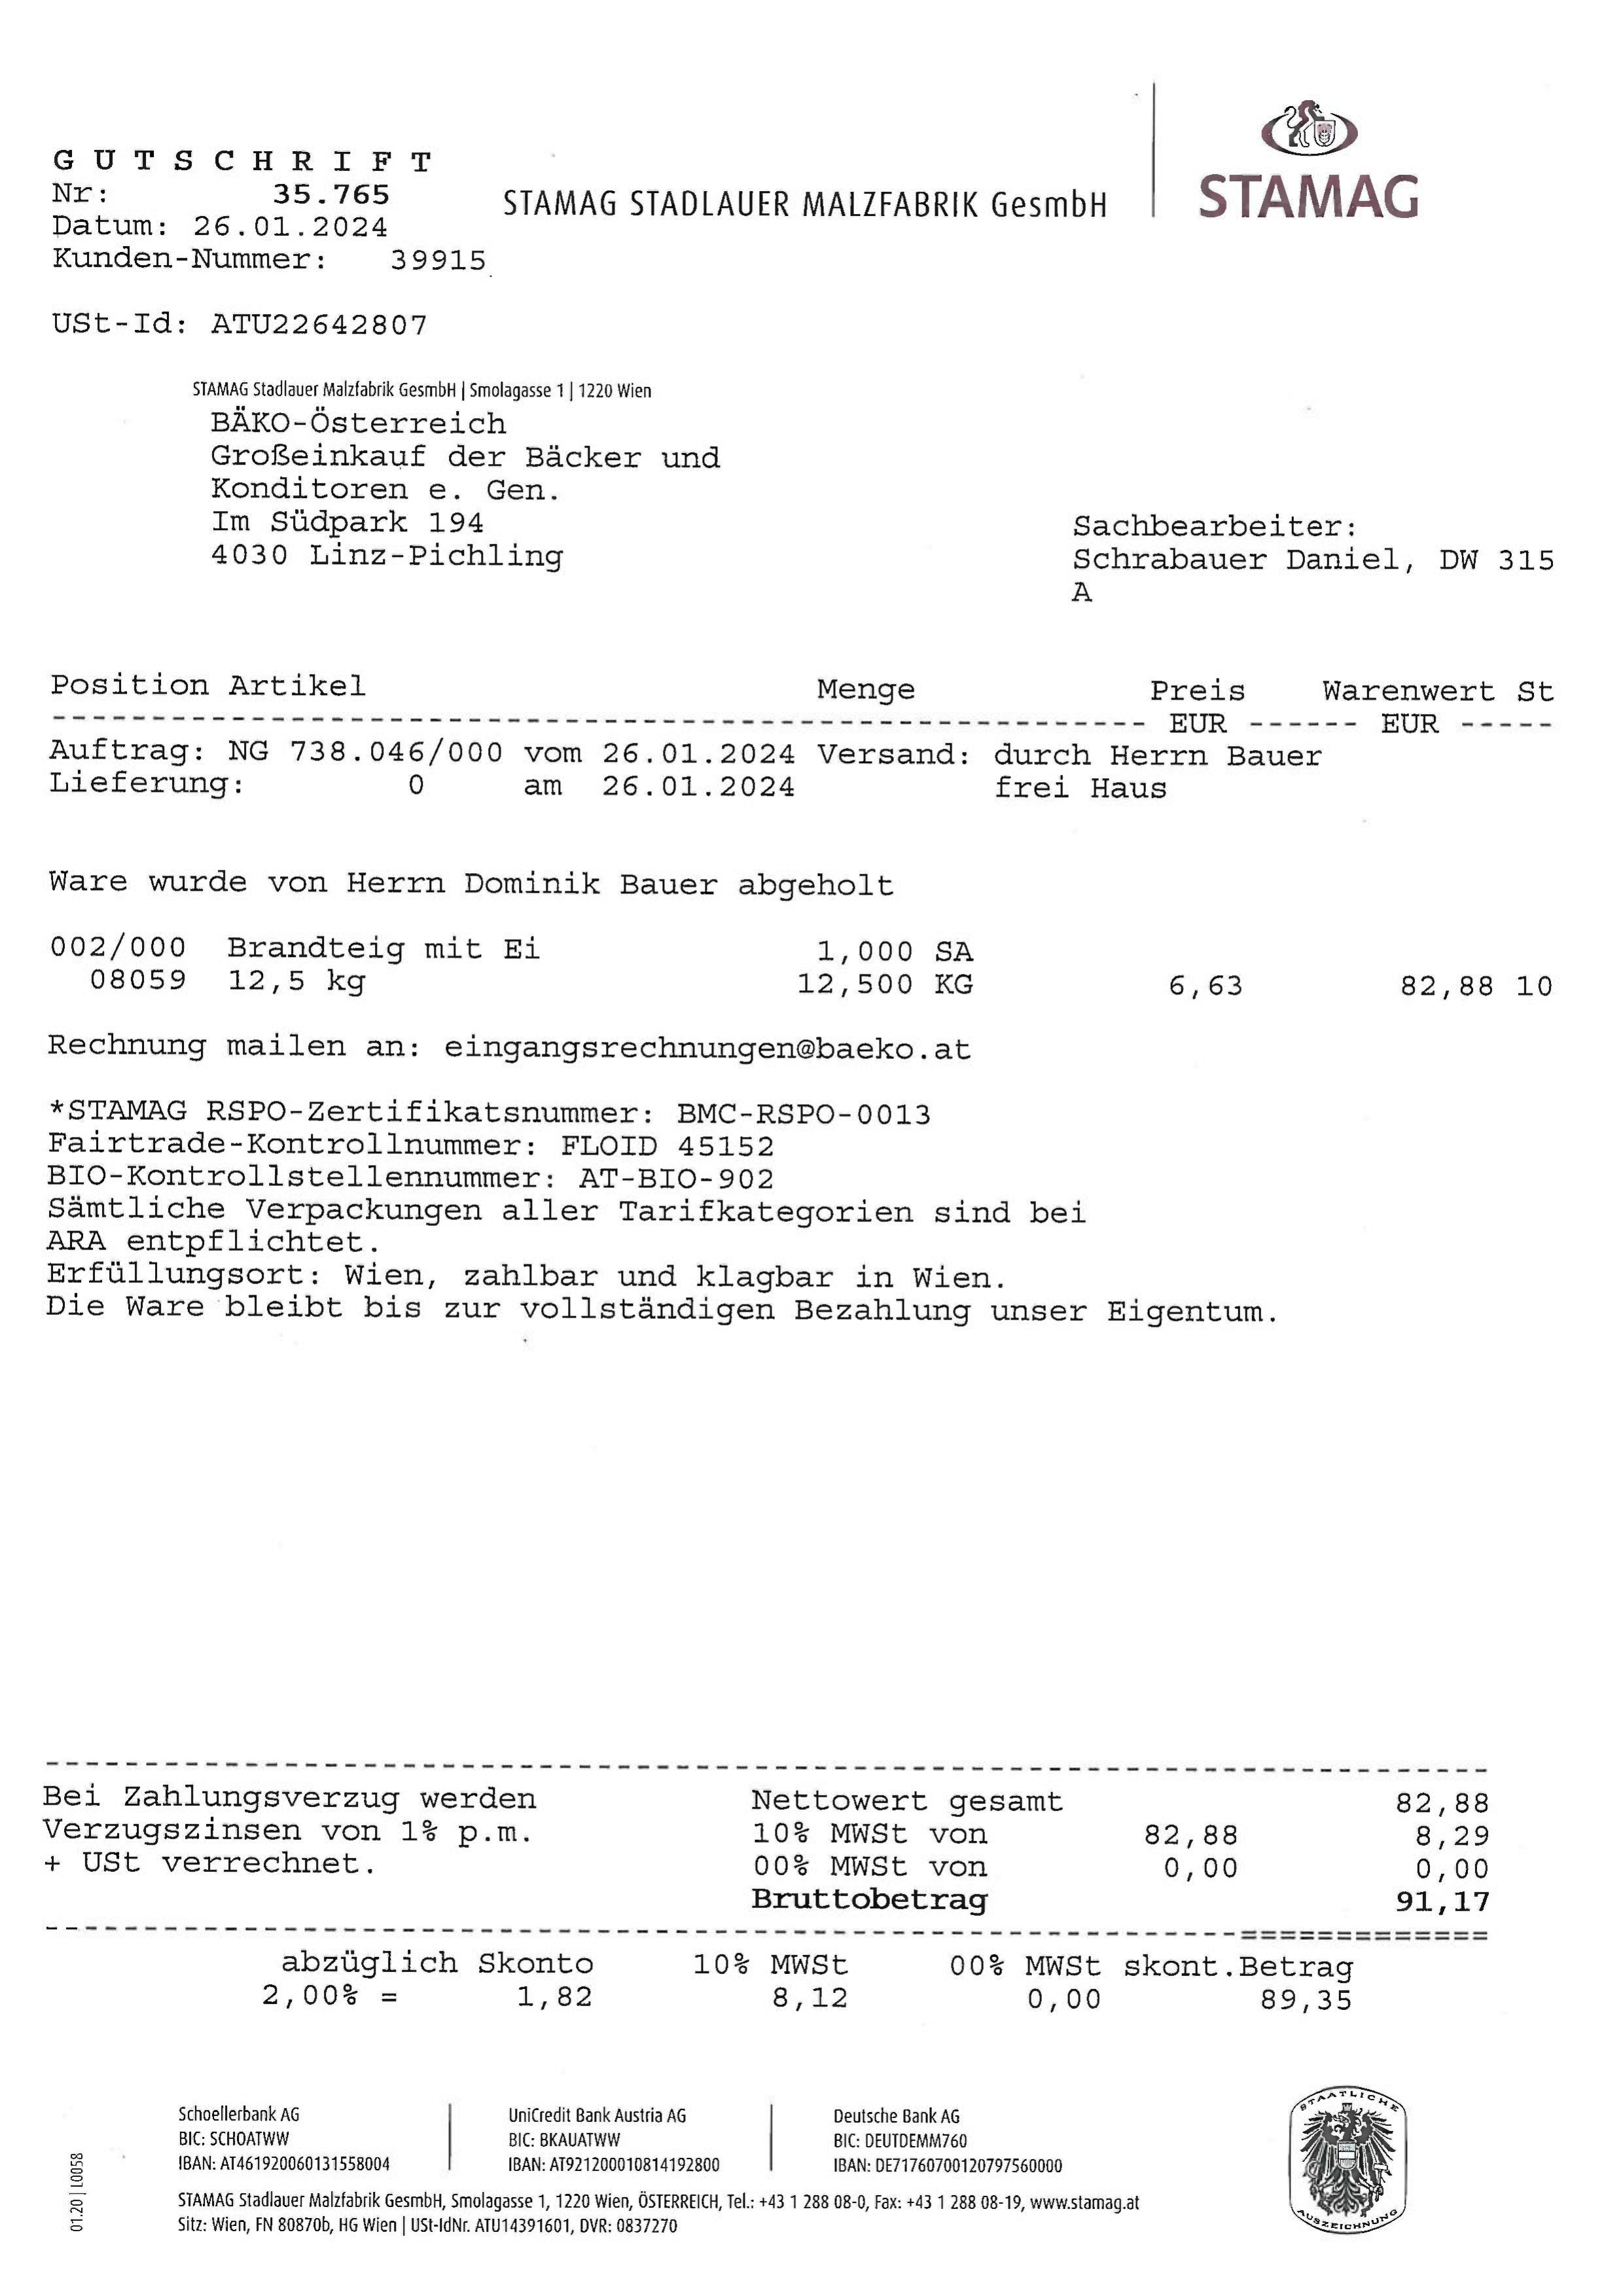 G U T S C H R I F T
Nr: 35.765
Datum: 26.01.2024
Kunden-Nummer: 39915
STAMAG STADLAUER MALZFABRIK GesmbH
STAMAG
USt-Id: ATU22642807
STAMAG Stadlauer Malzfabrik GesmbH | Smolagasse 1 | 1220 Wien
BÄKO-Österreich
Großeinkauf der Bäcker und
Konditoren e. Gen.
Im Südpark 194
4030 Linz-Pichling
Sachbearbeiter:
Schrabauer Daniel, DW 315
A
Position Artikel Menge Preis Warenwert St
------------------------------------------------------- EUR ------ EUR -----
Auftrag: NG 738.046/000 vom 26.01.2024 Versand: durch Herrn Bauer
Lieferung: 0 am 26.01.2024 frei Haus
Ware wurde von Herrn Dominik Bauer abgeholt
002/000 Brandteig mit Ei 1,000 SA
08059 12,5 kg 12,500 KG 6,63 82,88 10
Rechnung mailen an: eingangsrechnungen@baeko.at
*STAMAG RSPO-Zertifikatsnummer: BMC-RSPO-0013
Fairtrade-Kontrollnummer: FLOID 45152
BIO-Kontrollstellennummer: AT-BIO-902
Sämtliche Verpackungen aller Tarifkategorien sind bei
ARA entpflichtet.
Erfüllungsort: Wien, zahlbar und klagbar in Wien.
Die Ware bleibt bis zur vollständigen Bezahlung unser Eigentum.
Bei Zahlungsverzug werden Nettowert gesamt 82,88
Verzugszinsen von 1% p.m. 10% MWSt von 82,88 8,29
+ USt verrechnet. 00% MWSt von 0,00 0,00
Bruttobetrag 91,17
abzüglich Skonto 10% MWSt 00% MWSt skont.Betrag
2,00% = 1,82 8,12 0,00 89,35
Schoellerbank AG
BIC: SCHOATWW
IBAN: AT461920060131558004
UniCredit Bank Austria AG
BIC: BKAUATWW
IBAN: AT921200010814192800
Deutsche Bank AG
BIC: DEUTDEMM760
IBAN: DE71760700120797560000
STAMAG Stadlauer Malzfabrik GesmbH, Smolagasse 1, 1220 Wien, ÖSTERREICH, Tel.: +43 1 288 08-0, Fax: +43 1 288 08-19, www.stamag.at
Sitz: Wien, FN 80870b, HG Wien | USt-IdNr. ATU14391601, DVR: 0837270
01.20 | L0058
STAATLICHE
AUSZEICHNUNG